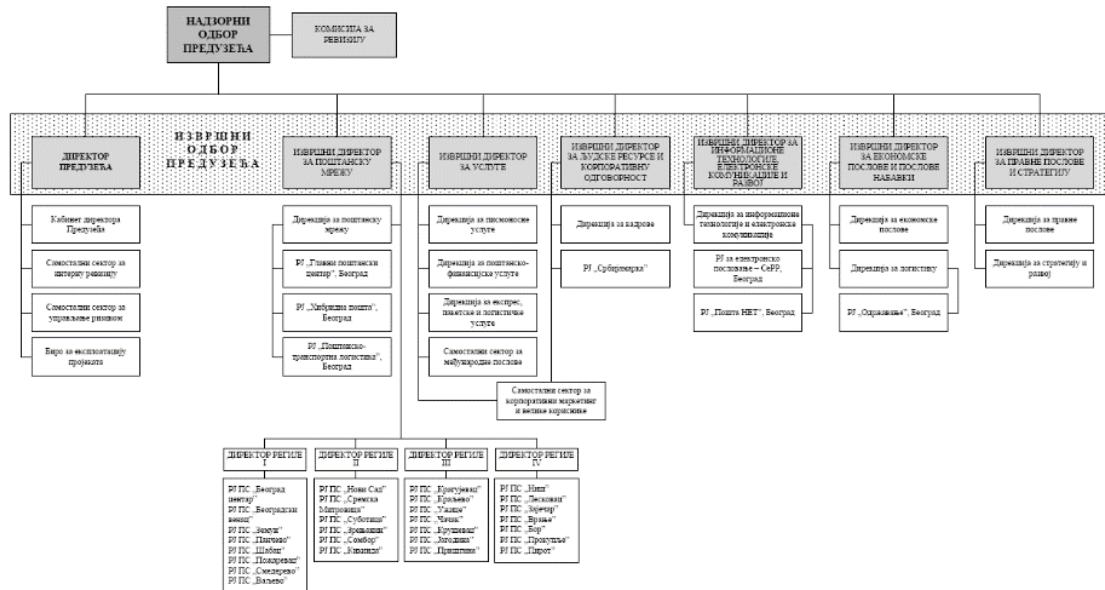 НАДЗОРНИ
ОДБОР
ПРЕДУЗЕЋА
КОМИСИЈА ЗА
РЕВИЗИЈУ
ИЗВРШНИ
ОДБОР
ПРЕДУЗЕЋА
ДИРЕКТОР
ПРЕДУЗЕЋА
ИЗВРШНИ ДИРЕКТОР
ЗА ПОШТАНСКУ
МРЕЖУ
ИЗВРШНИ ДИРЕКТОР
ЗА УСЛУГЕ
ИЗВРШНИ ДИРЕКТОР
ЗА ЉУДСКЕ РЕСУРСЕ И
КОРПОРАТИВНУ
ОДГОВОРНОСТ
ИЗВРШНИ ДИРЕКТОР ЗА
ИНФОРМАЦИОНЕ
ТЕХНОЛОГИЈЕ,
ЕЛЕКТРОНСКЕ
КОМУНИКАЦИЈЕ И
РАЗВОЈ
ИЗВРШНИ ДИРЕКТОР
ЗА ЕКОНОМСКЕ
ПОСЛОВЕ И ПОСЛОВЕ
НАБАВКИ
ИЗВРШНИ ДИРЕКТОР
ЗА ПРАВНЕ ПОСЛОВЕ
И СТРАТЕГИЈУ
Кабинет директора
Предузећа
Самостални сектор за
интерну ревизију
Самостални сектор за
управљање ризиком
Биро за експлоатацију
пројеката
Дирекција за поштанску
мрежу
РЈ „Главни поштански
центар”, Београд
РЈ „Хибридна пошта”,
Београд
РЈ „Поштанско-
транспортна логистика”,
Београд
Дирекција за писмоносне
услуге
Дирекција за поштанско-
финансијске услуге
Дирекција за експрес,
пакетске и логистичке
услуге
Самостални сектор за
међународне послове
Дирекција за кадрове
РЈ „Србијамарка”
Самостални сектор за
корпоративни маркетинг
и велике кориснике
Дирекција за информационе
технологије и електронске
комуникације
РЈ за електронско
пословање – CePP,
Београд
РЈ „Пошта НЕТ”, Београд
Дирекција за економске
послове
Дирекција за логистику
РЈ „Одржавање”, Београд
Дирекција за правне
послове
Дирекција за стратегију и
развој
ДИРЕКТОР РЕГИЈЕ
I
РЈ ПС „Београд
центар”
РЈ ПС „Београдски
венац”
РЈ ПС „Земун”
РЈ ПС „Панчево”
РЈ ПС „Шабац”
РЈ ПС „Пожаревац”
РЈ ПС „Смедерево”
РЈ ПС „Ваљево”
ДИРЕКТОР РЕГИЈЕ
II
РЈ ПС „Нови Сад”
РЈ ПС „Сремска
Митровица”
РЈ ПС „Суботица”
РЈ ПС „Зрењанин”
РЈ ПС „Сомбор”
РЈ ПС „Кикинда”
ДИРЕКТОР РЕГИЈЕ
III
РЈ ПС „Крагујевац”
РЈ ПС „Краљево”
РЈ ПС „Ужице”
РЈ ПС „Чачак”
РЈ ПС „Крушевац”
РЈ ПС „Јагодина”
РЈ ПС „Приштина”
ДИРЕКТОР РЕГИЈЕ
IV
РЈ ПС „Ниш”
РЈ ПС „Лесковац”
РЈ ПС „Зајечар”
РЈ ПС „Врање”
РЈ ПС „Бор”
РЈ ПС „Прокупље”
РЈ ПС „Пирот”